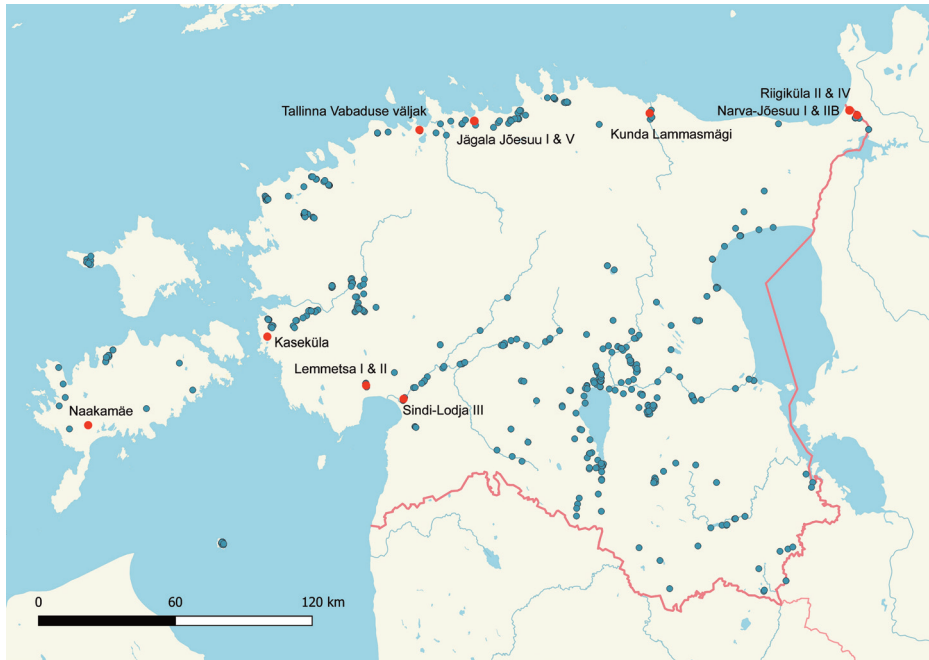 Riigiküla II & IV
Tallinna Vabaduse väljak
Narva-Jõesuu I & IIB
Jägala Jõesuu I & V
Kunda Lammasmägi
Kaseküla
Lemmetsa I & II
Naakamäe
Sindi-Lodja III
0 60 120 km